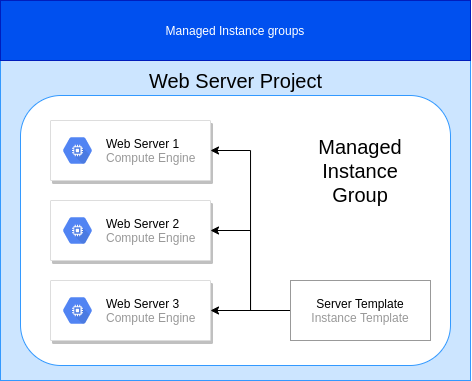 Managed Instance groups
Web Server Project
Web Server 1
Compute Engine
Managed
Instance
Group
Web Server 2
Compute Engine
Web Server 3
Compute Engine
Server Template
Instance Template